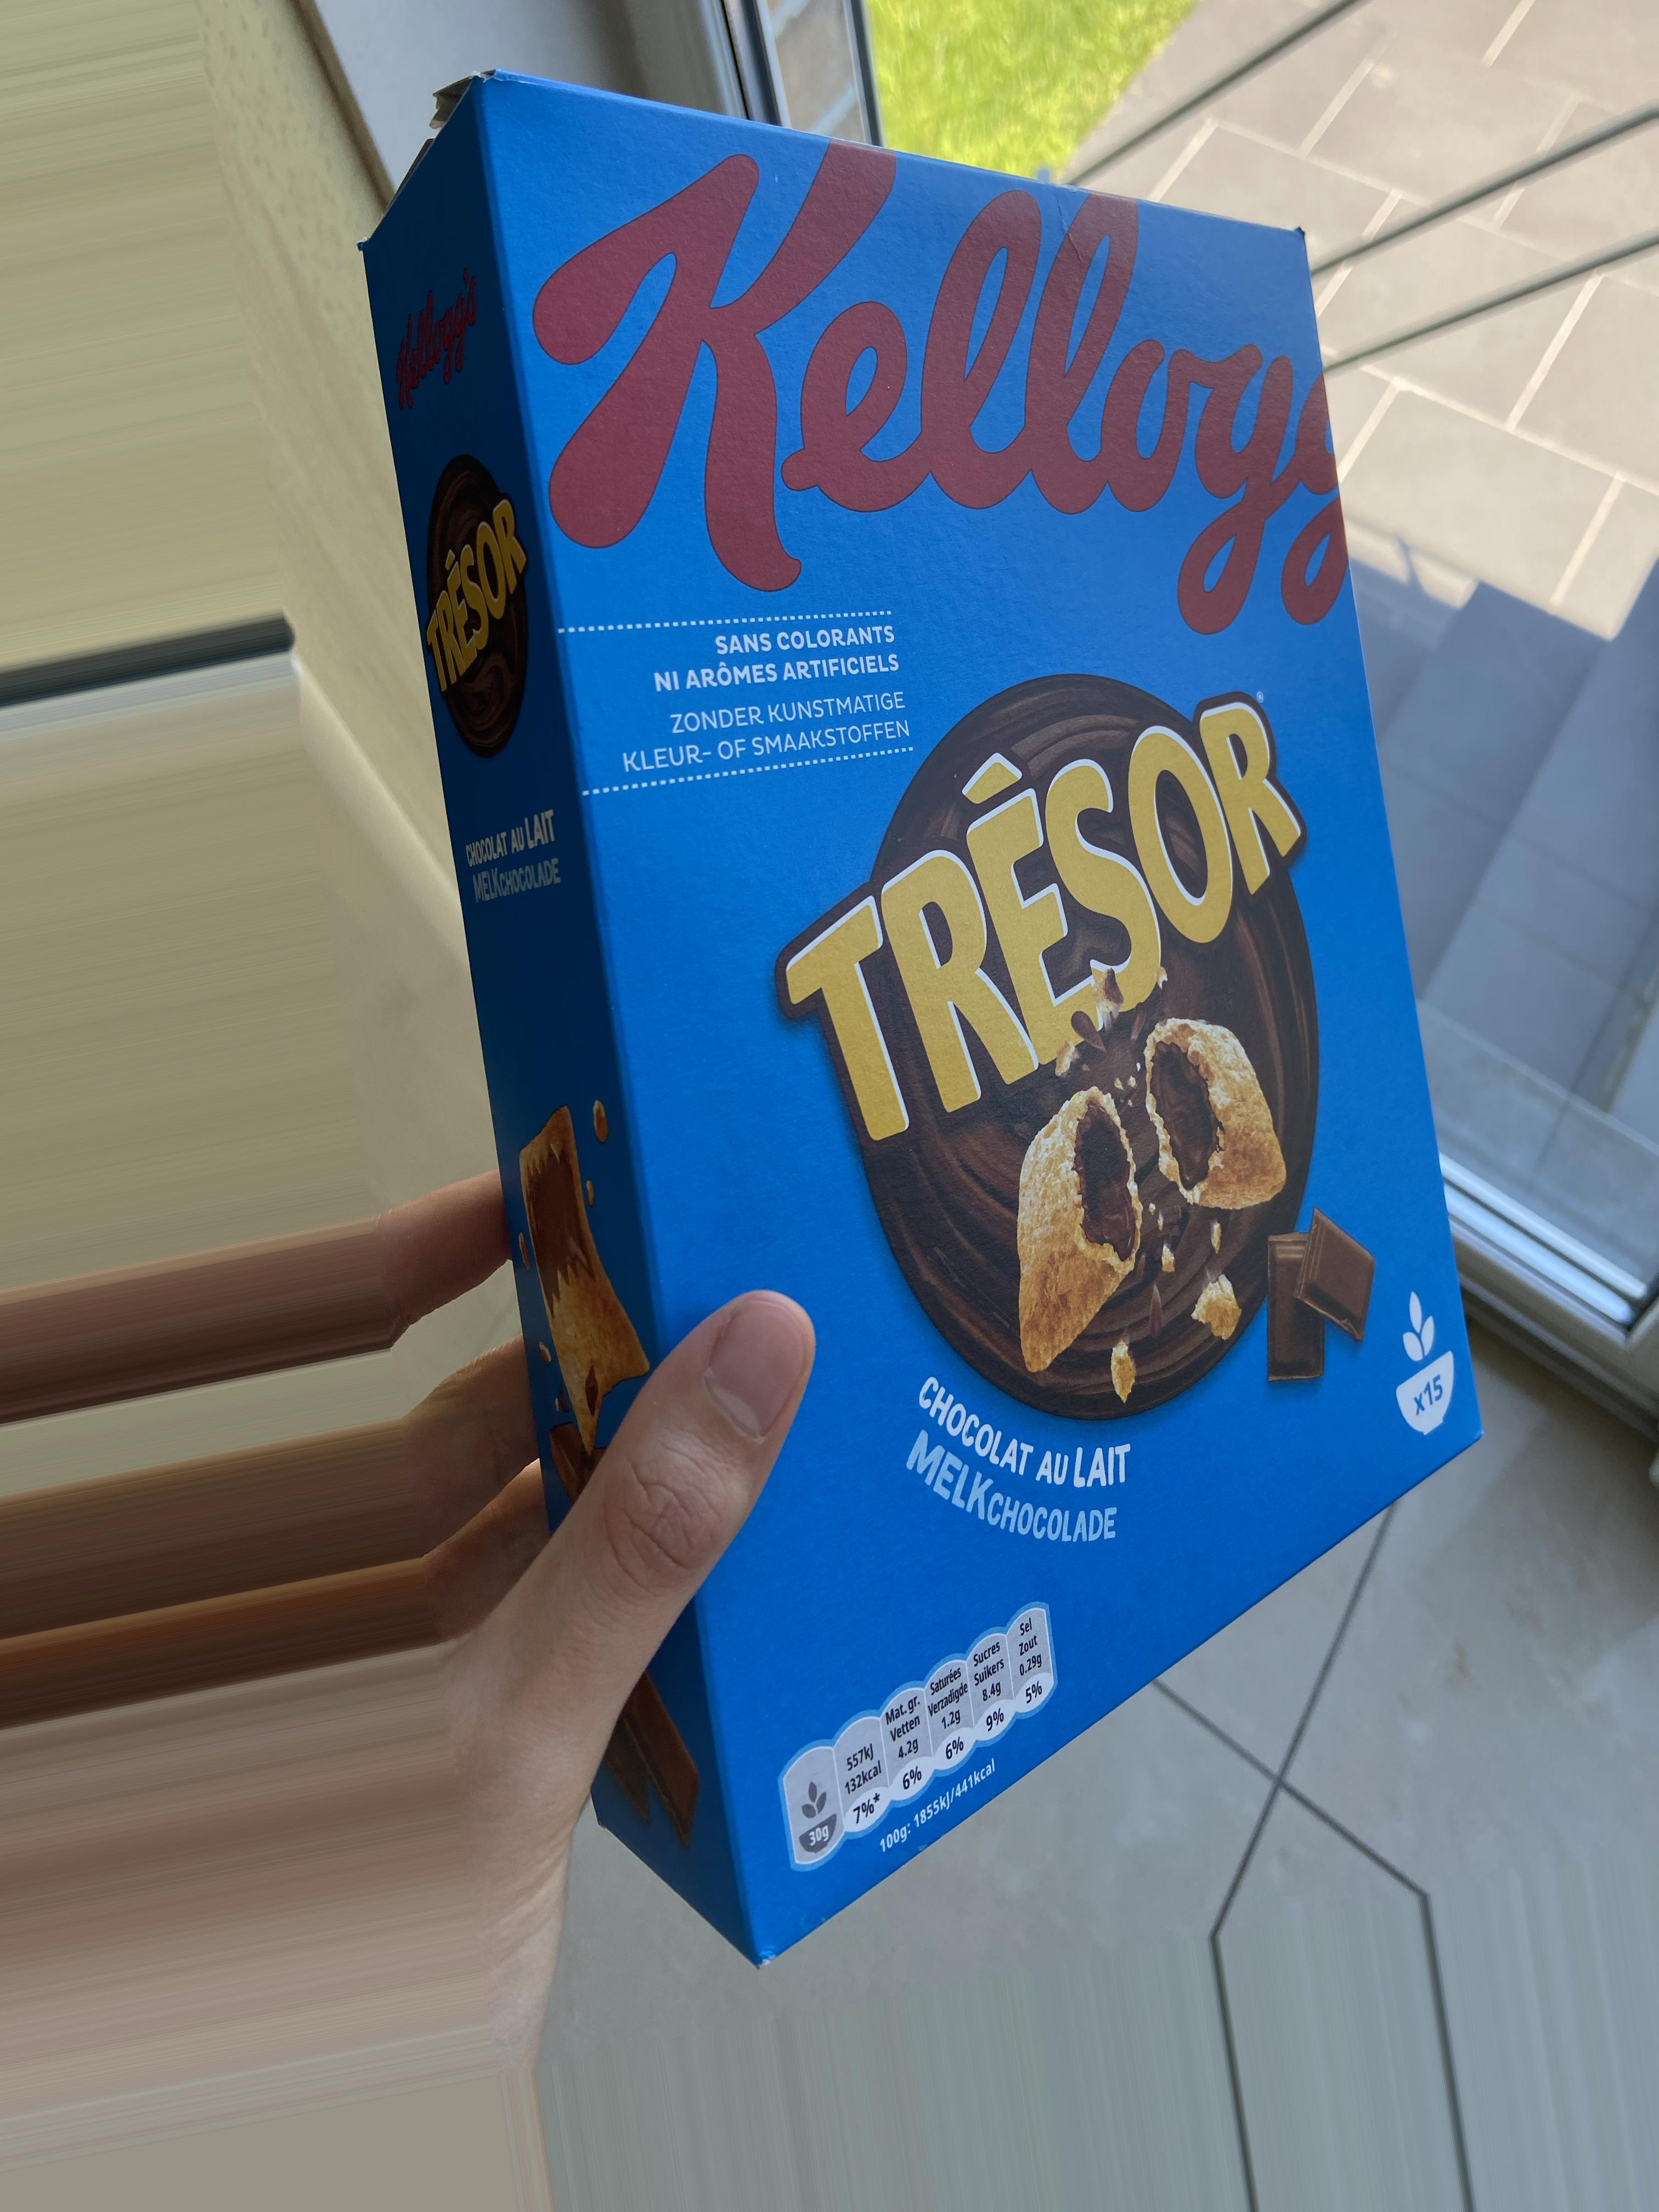 Kellogg
SANS COLORANTS
NI ARÔMES ARTIFICIELS
ZONDER KUNSTMATIGE
KLEUR- OF SMAAKSTOFFEN
TRÉSOR®
CHOCOLAT AU LAIT
MELKCHOCOLADE
x15
30g
557kJ
132kcal
7%*
Mat. gr.
Vetten
4.2g
6%
Saturées
Verzadigde
1.2g
6%
Sucres
Suikers
8.4g
9%
Sel
Zout
0.29g
5%
100g: 1855kJ/441kcal
Kellogg's
TRÉSOR
CHOCOLAT AU LAIT
MELKCHOCOLADE